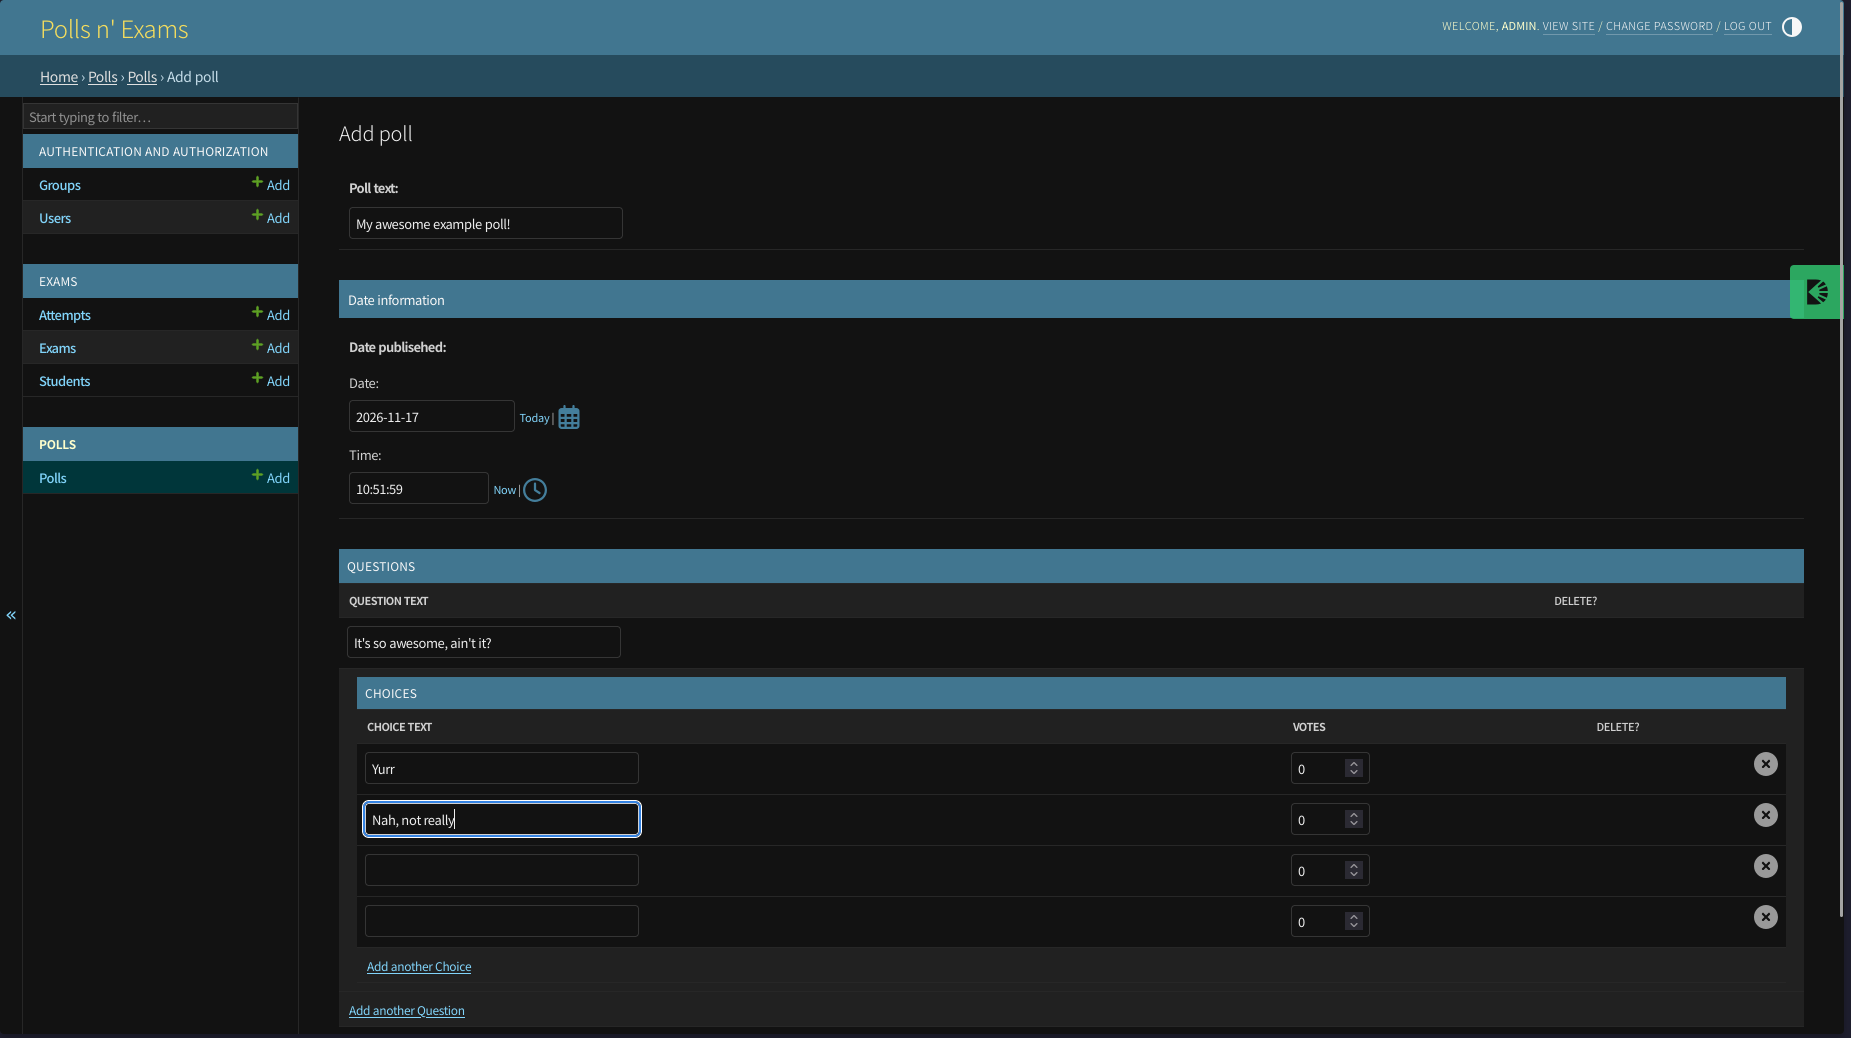 Polls n' Exams
WELCOME, ADMIN. VIEW SITE / CHANGE PASSWORD / LOG OUT
Home › Polls › Polls › Add poll
Start typing to filter…
AUTHENTICATION AND AUTHORIZATION
Groups + Add
Users + Add
EXAMS
Attempts + Add
Exams + Add
Students + Add
POLLS
Polls + Add
«
Add poll
Poll text:
My awesome example poll!
Date information
Date publisehed:
Date:
2026-11-17 Today |
Time:
10:51:59 Now |
QUESTIONS
QUESTION TEXT DELETE?
It's so awesome, ain't it?
CHOICES
CHOICE TEXT VOTES DELETE?
Yurr 0
Nah, not really 0
0
0
Add another Choice
Add another Question